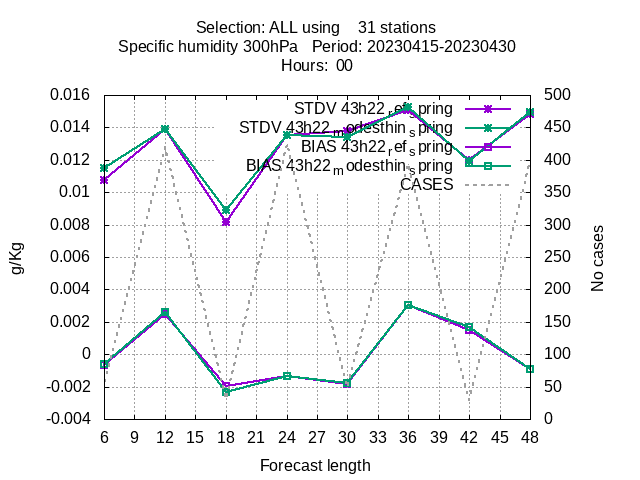 Selection: ALL using    31 stations
Specific humidity 300hPa   Period: 20230415-20230430
Hours:  00
0.016
0.014
0.012
0.01
0.008
0.006
0.004
0.002
0
-0.002
-0.004
g/Kg
STDV 43h22_ref_spring
STDV 43h22_modesthin_spring
BIAS 43h22_ref_spring
BIAS 43h22_modesthin_spring
CASES
500
450
400
350
300
250
200
150
100
50
0
No cases
6 9 12 15 18 21 24 27 30 33 36 39 42 45 48
Forecast length